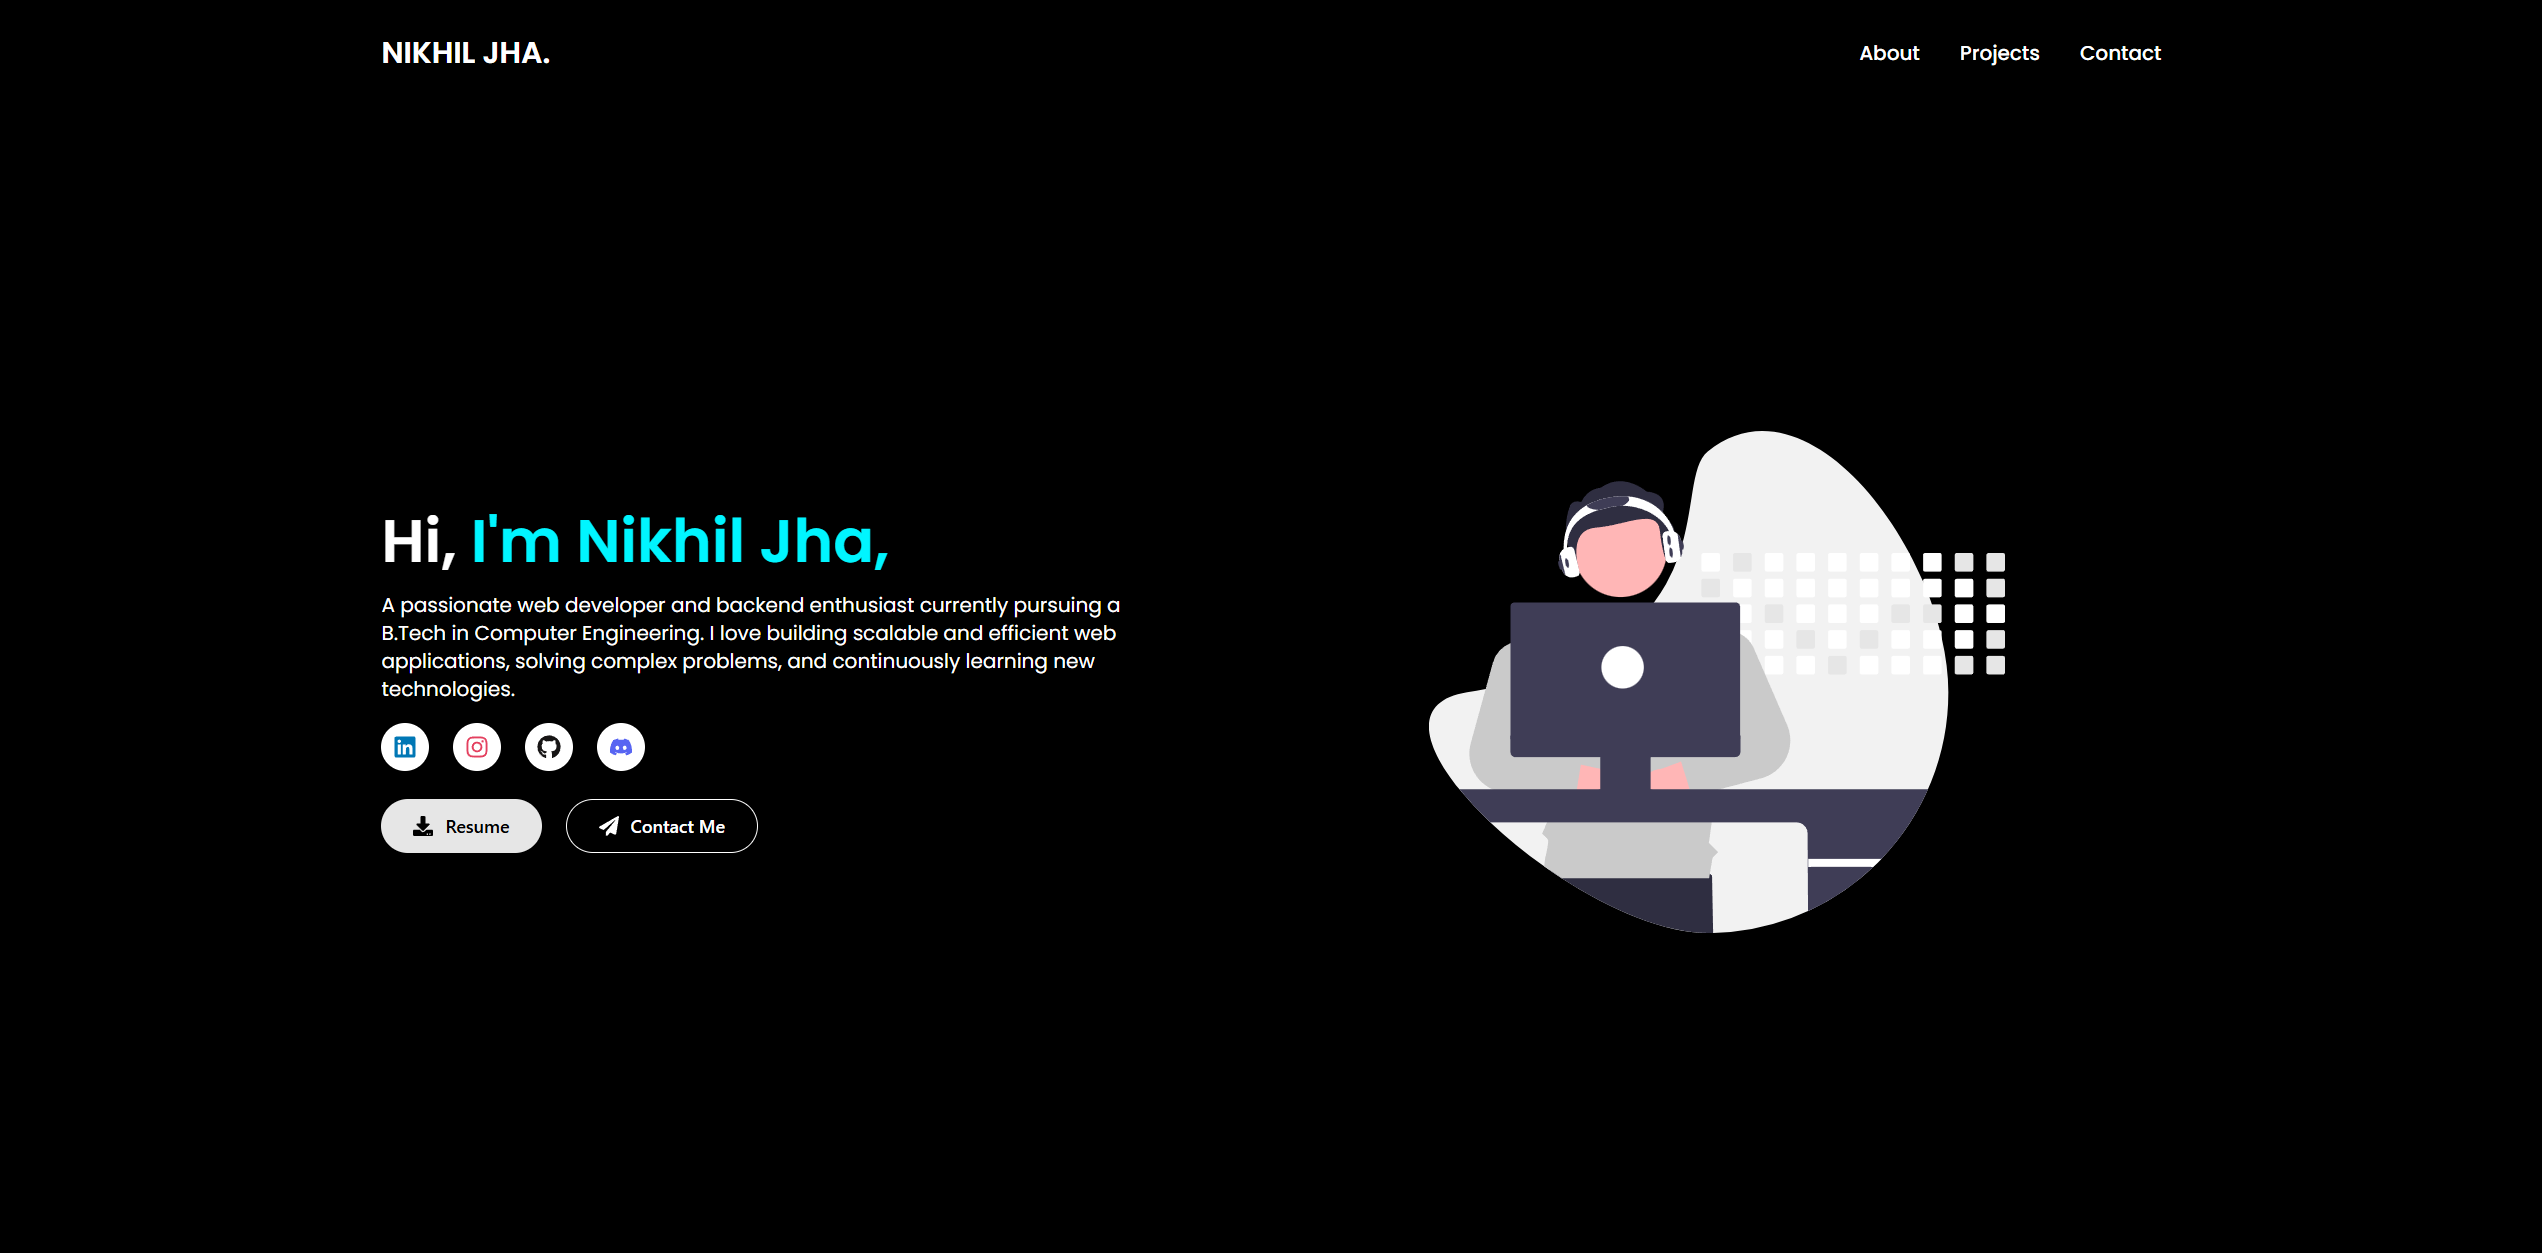 NIKHIL JHA.
About Projects Contact
Hi, I'm Nikhil Jha,
A passionate web developer and backend enthusiast currently pursuing a
B.Tech in Computer Engineering. I love building scalable and efficient web
applications, solving complex problems, and continuously learning new
technologies.
Resume Contact Me